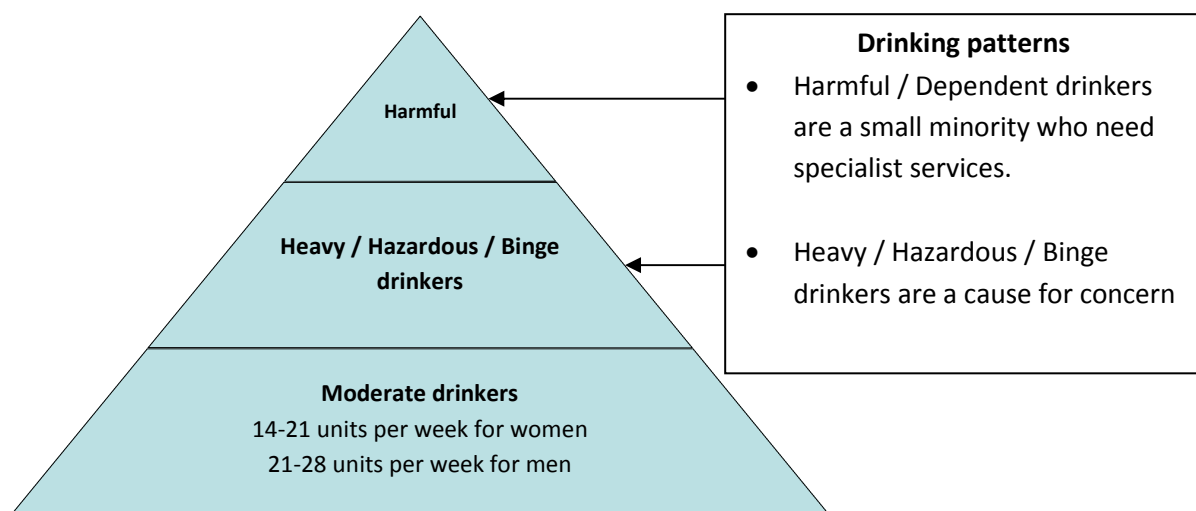 Harmful
Heavy / Hazardous / Binge
drinkers
Moderate drinkers
14-21 units per week for women
21-28 units per week for men
Drinking patterns
• Harmful / Dependent drinkers
are a small minority who need
specialist services.
• Heavy / Hazardous / Binge
drinkers are a cause for concern